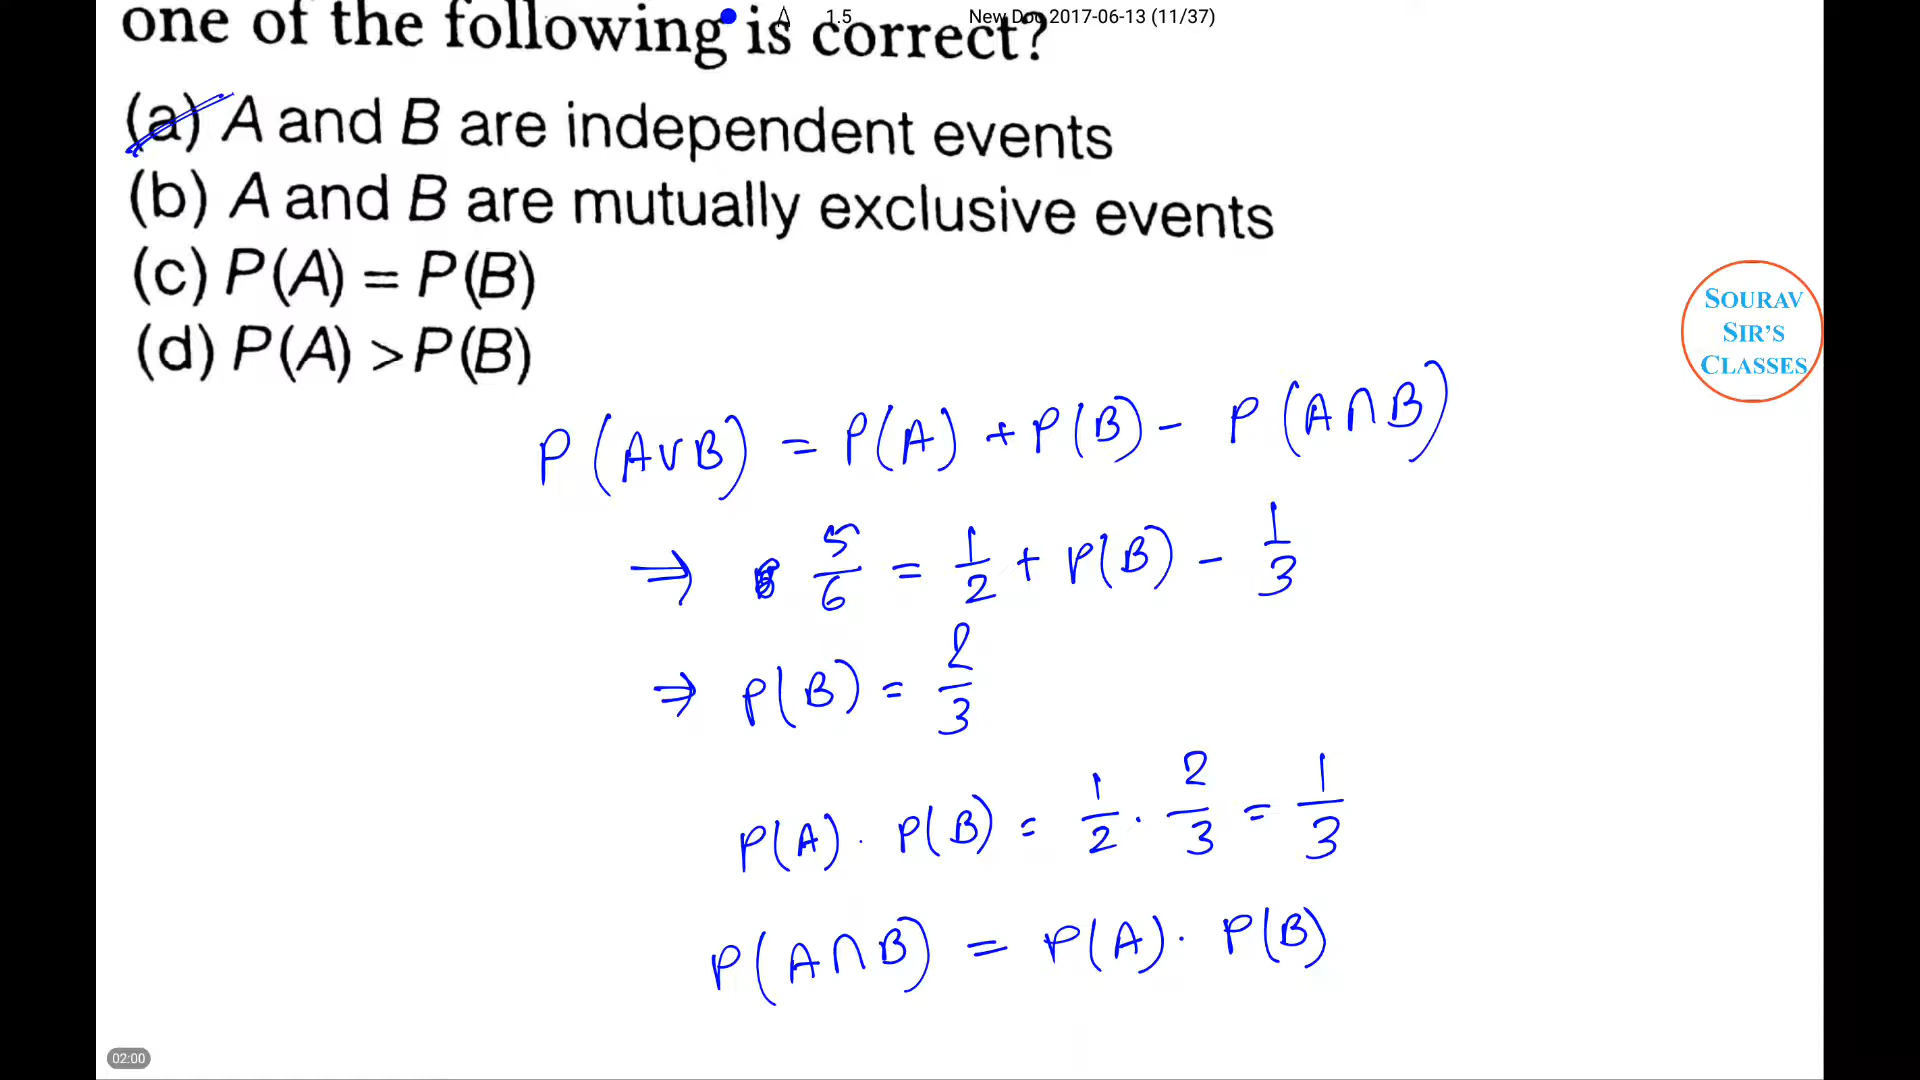 New Doc 2017-06-13 (11/37)
1.5
one of the following is correct?
(a) A and B are independent events
(b) A and B are mutually exclusive events
(c) P(A) = P(B)
(d) P(A) > P(B)
SOURAV
SIR'S
CLASSES
P(A∪B) = P(A) + P(B) - P(A∩B)
⇒ 5/6 = 1/2 + P(B) - 1/3
⇒ P(B) = 2/3
P(A) · P(B) = 1/2 · 2/3 = 1/3
P(A∩B) = P(A) · P(B)
02:00